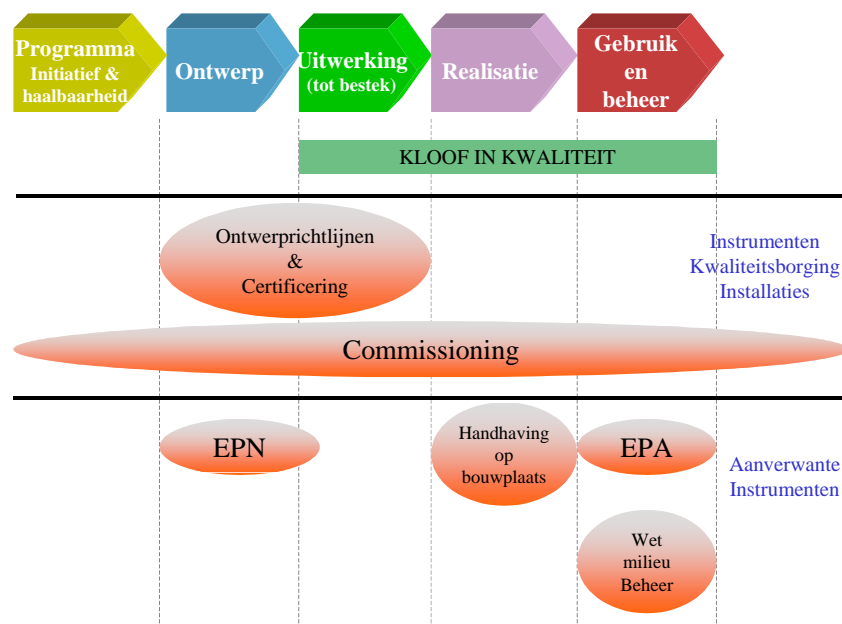 Programma
Initiatief &
haalbaarheid
Ontwerp
Uitwerking
(tot bestek)
Realisatie
Gebruik
en
beheer
KLOOF IN KWALITEIT
Ontwerprichtlijnen
&
Certificering
Instrumenten
Kwaliteitsborging
Installaties
Commissioning
EPN
Handhaving
op
bouwplaats
EPA
Aanverwante
Instrumenten
Wet
milieu
Beheer